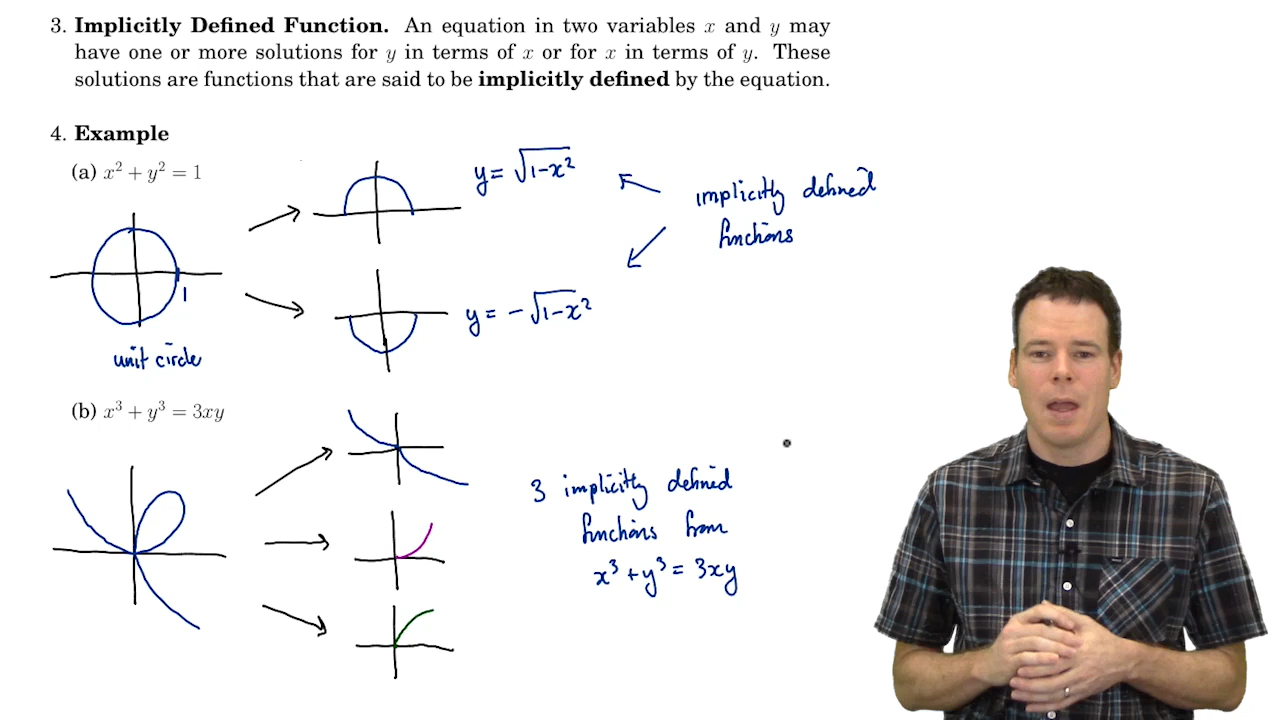 3. Implicitly Defined Function. An equation in two variables x and y may
have one or more solutions for y in terms of x or for x in terms of y. These
solutions are functions that are said to be implicitly defined by the equation.
4. Example
(a) x² + y² = 1
y = √(1-x²)
implicitly defined
functions
1
y = -√(1-x²)
unit circle
(b) x³ + y³ = 3xy
3 implicitly defined
functions from
x³ + y³ = 3xy